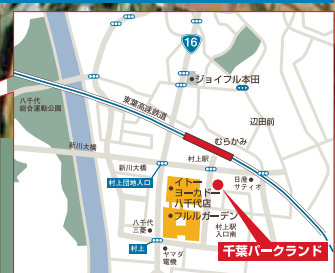 16
ジョイフル本田
八千代
総合運動公園
東葉高速鉄道
辺田前
むらかみ
新川大橋
村上駅
新川大橋
村上団地入口
イトー
ヨーカドー
八千代店
フルルガーデン
日産
サティオ
八千代
三菱
村上駅
入口南
村上
ヤマダ
電機
千葉パークランド